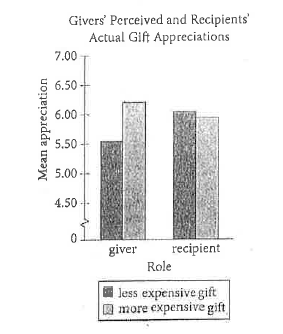 Givers' Perceived and Recipients'
Actual Gift Appreciations
Mean appreciation
7.00
6.50
6.00
5.50
5.00
4.50
0
giver recipient
Role
less expensive gift
more expensive gift